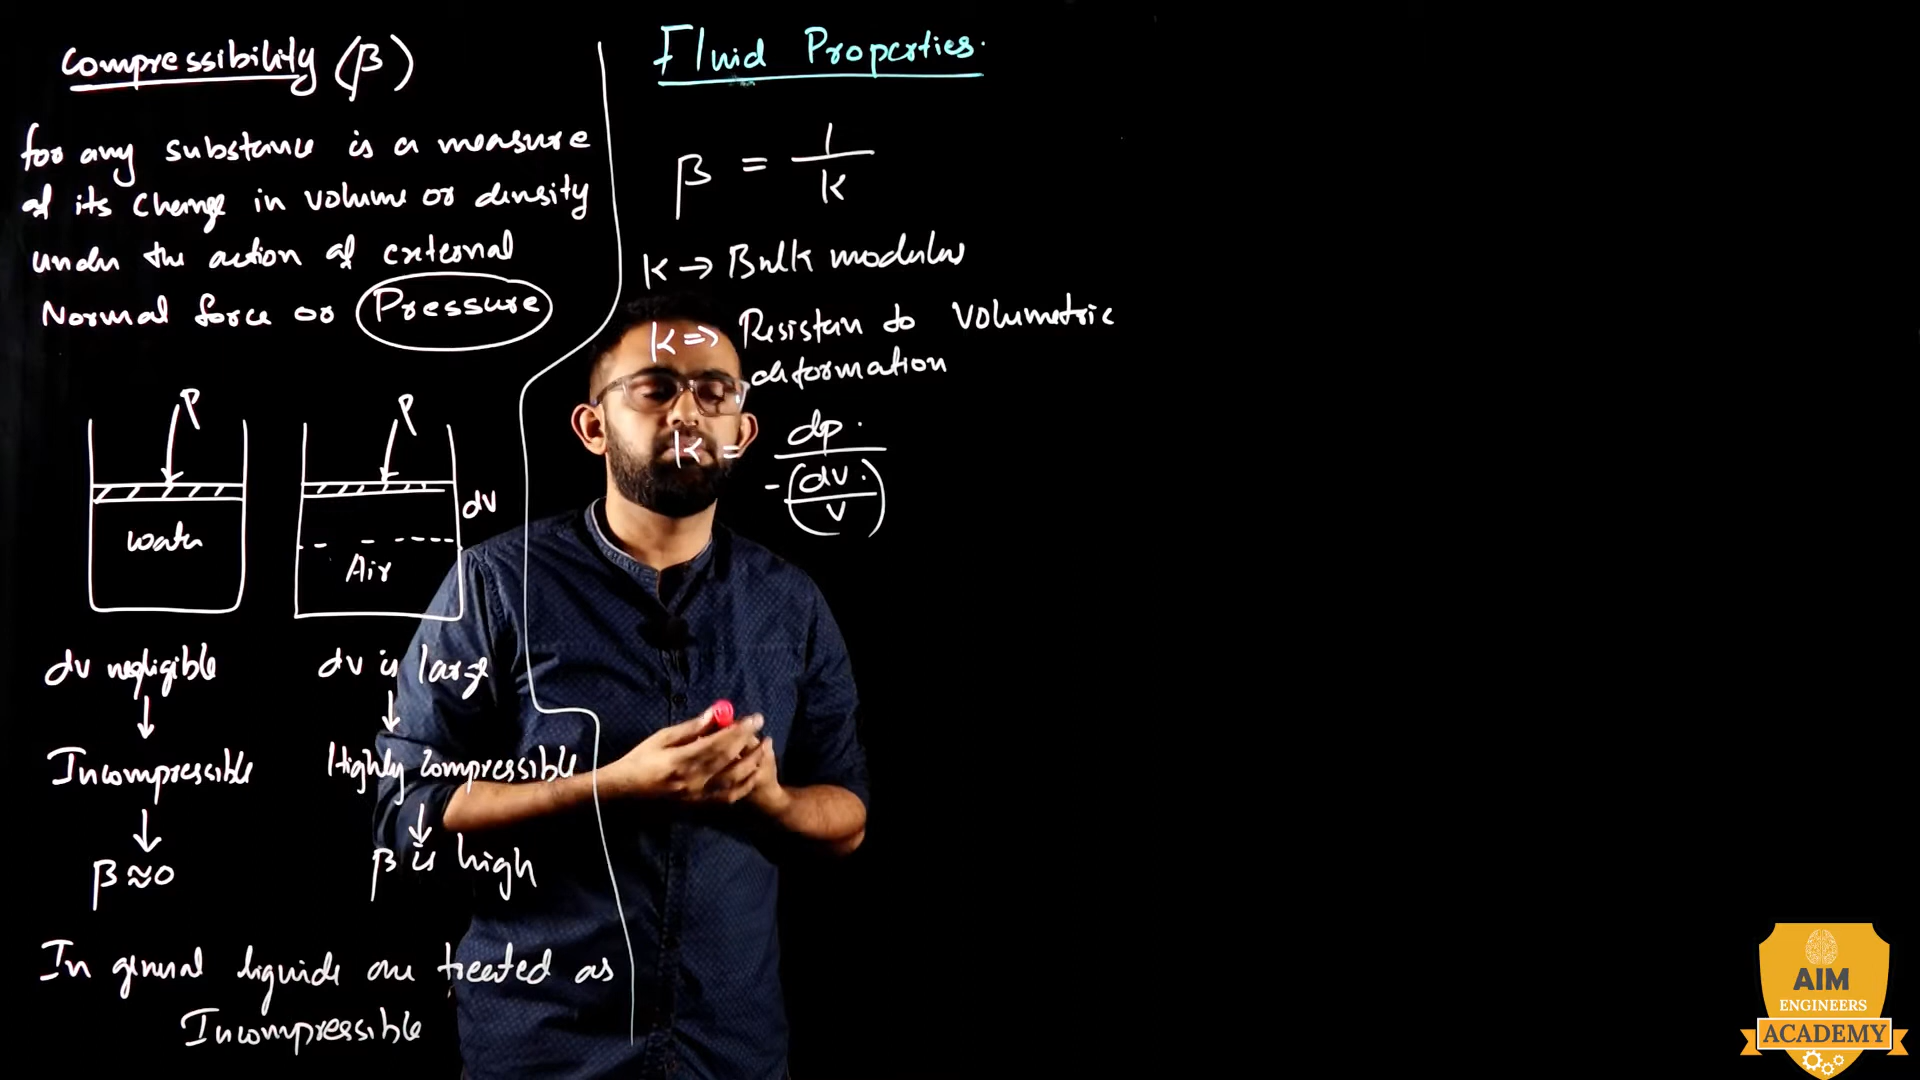 Compressibility (β)
for any substance is a measure
of its change in volume or density
under the action of external
Normal force or Pressure
P
P
dv
water
Air
dv negligible
dv is large
Incompressible
Highly compressible
β≈0
β is high
In general liquids are treated as
Incompressible
Fluid Properties.
β = 1/K
K → Bulk modulus
K => Resistan to Volumetric
deformation
K = dp. / -(dv./v)
AIM
ENGINEERS
ACADEMY